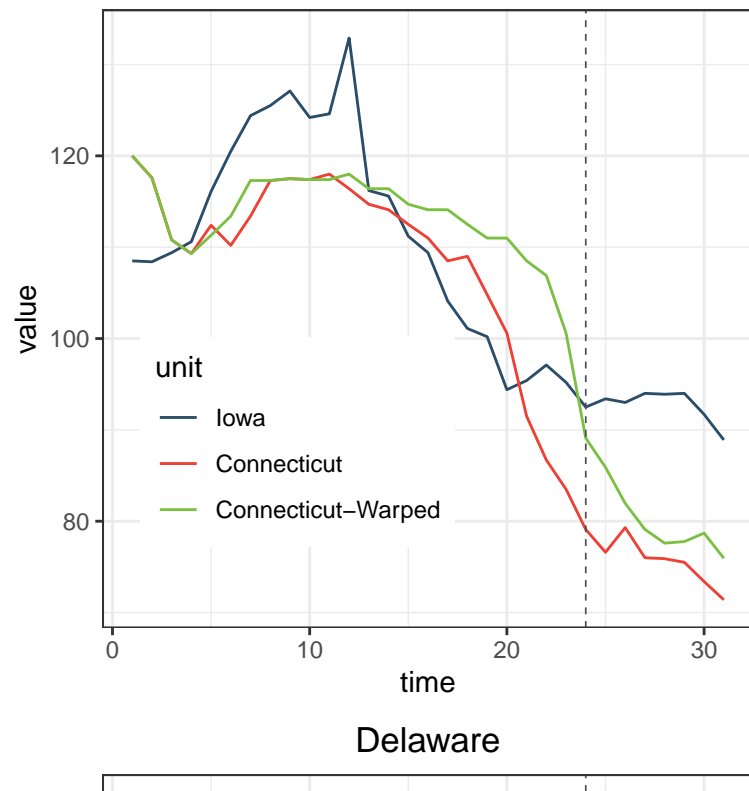 120
100
80
value
unit
Iowa
Connecticut
Connecticut−Warped
0 10 20 30
time
Delaware